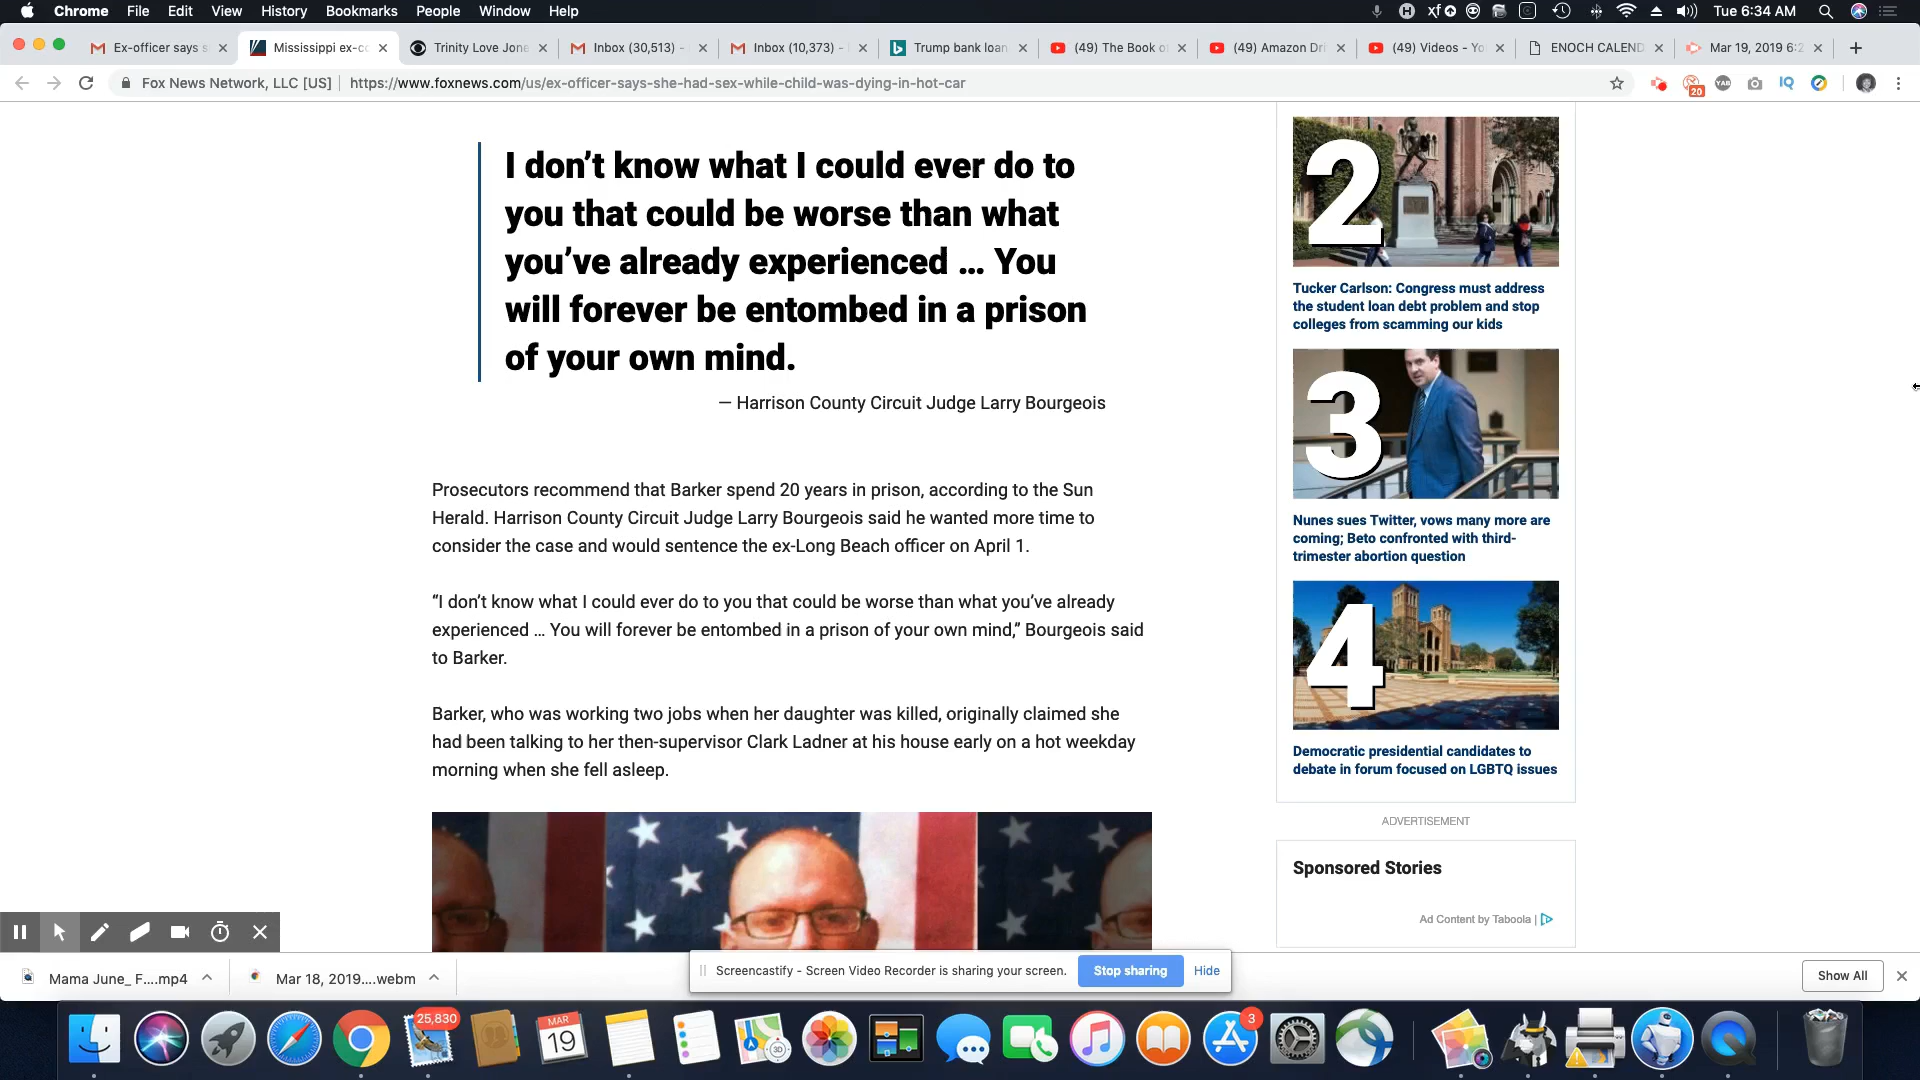 Chrome File Edit View History Bookmarks People Window Help
Tue 6:34 AM
Ex-officer says s
Mississippi ex-co
Trinity Love Jone
Inbox (30,513) -
Inbox (10,373) -
Trump bank loan
(49) The Book o
(49) Amazon Dri
(49) Videos - Yo
ENOCH CALEND
Mar 19, 2019 6:2
Fox News Network, LLC [US] https://www.foxnews.com/us/ex-officer-says-she-had-sex-while-child-was-dying-in-hot-car
YAB
20
IQ
I don’t know what I could ever do to
you that could be worse than what
you’ve already experienced ... You
will forever be entombed in a prison
of your own mind.
— Harrison County Circuit Judge Larry Bourgeois
Prosecutors recommend that Barker spend 20 years in prison, according to the Sun
Herald. Harrison County Circuit Judge Larry Bourgeois said he wanted more time to
consider the case and would sentence the ex-Long Beach officer on April 1.
“I don’t know what I could ever do to you that could be worse than what you’ve already
experienced ... You will forever be entombed in a prison of your own mind,” Bourgeois said
to Barker.
Barker, who was working two jobs when her daughter was killed, originally claimed she
had been talking to her then-supervisor Clark Ladner at his house early on a hot weekday
morning when she fell asleep.
2
Tucker Carlson: Congress must address
the student loan debt problem and stop
colleges from scamming our kids
3
Nunes sues Twitter, vows many more are
coming; Beto confronted with third-
trimester abortion question
4
Democratic presidential candidates to
debate in forum focused on LGBTQ issues
ADVERTISEMENT
Sponsored Stories
Ad Content by Taboola |
Screencastify - Screen Video Recorder is sharing your screen. Stop sharing Hide
Mama June_ F....mp4
Mar 18, 2019....webm
Show All
25,830
MAR
19
3D
3